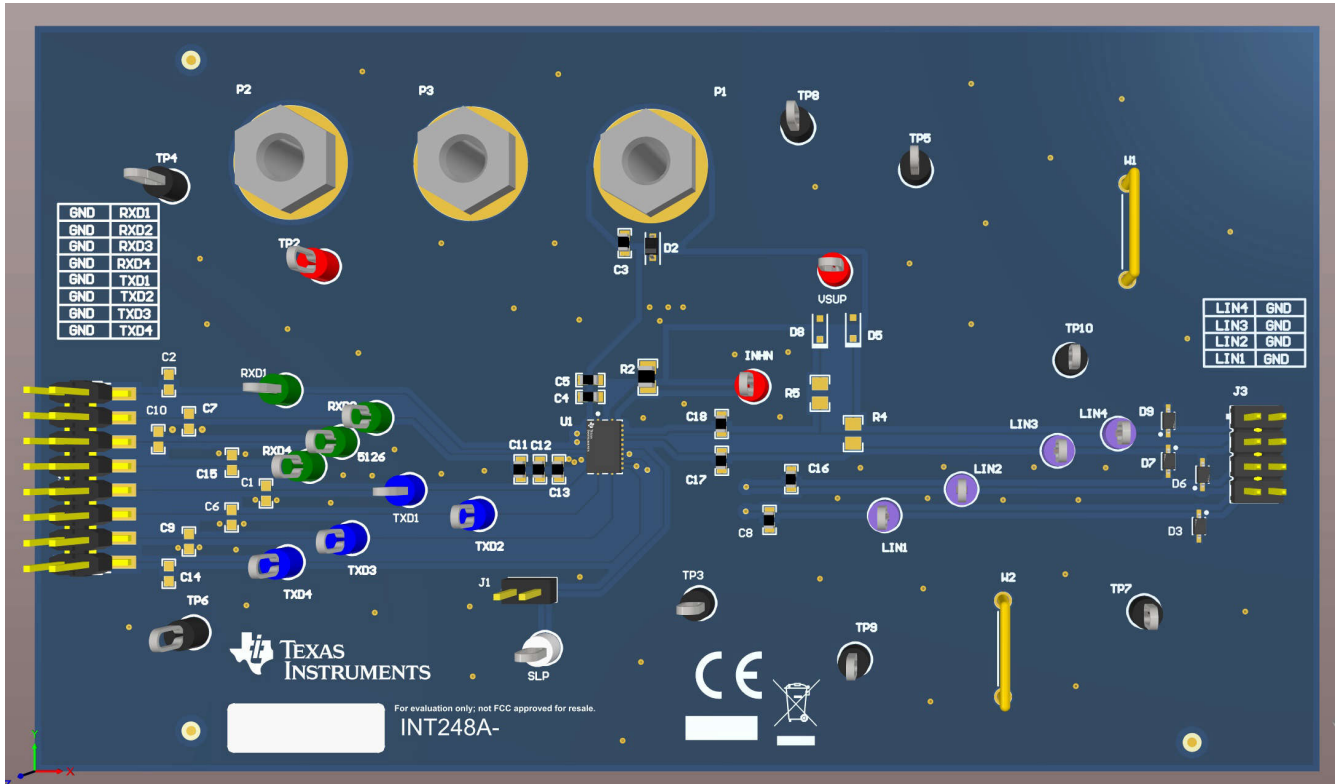 P2
P3
P1
TP8
TP5
TP4
W1
GND RXD1
GND RXD2
GND RXD3
GND RXD4
GND TXD1
GND TXD2
GND TXD3
GND TXD4
TP2
C3
D2
VSUP
LIN4 GND
LIN3 GND
LIN2 GND
LIN1 GND
D8
D5
TP10
C2
RXD1
C5
C4
R2
INHN
R5
J3
C10
C7
U1
C18
R4
LIN3
LIN4
D9
RXD4
5126
C15
C11
C12
C13
C17
C16
D7
D6
C1
LIN2
C6
TXD1
C9
TXD2
C8
LIN1
D3
C14
TXD3
TXD4
J1
TP3
W2
TP7
TP6
TP9
TEXAS
INSTRUMENTS
SLP
CE
For evaluation only; not FCC approved for resale.
INT248A-
Y
X
Z